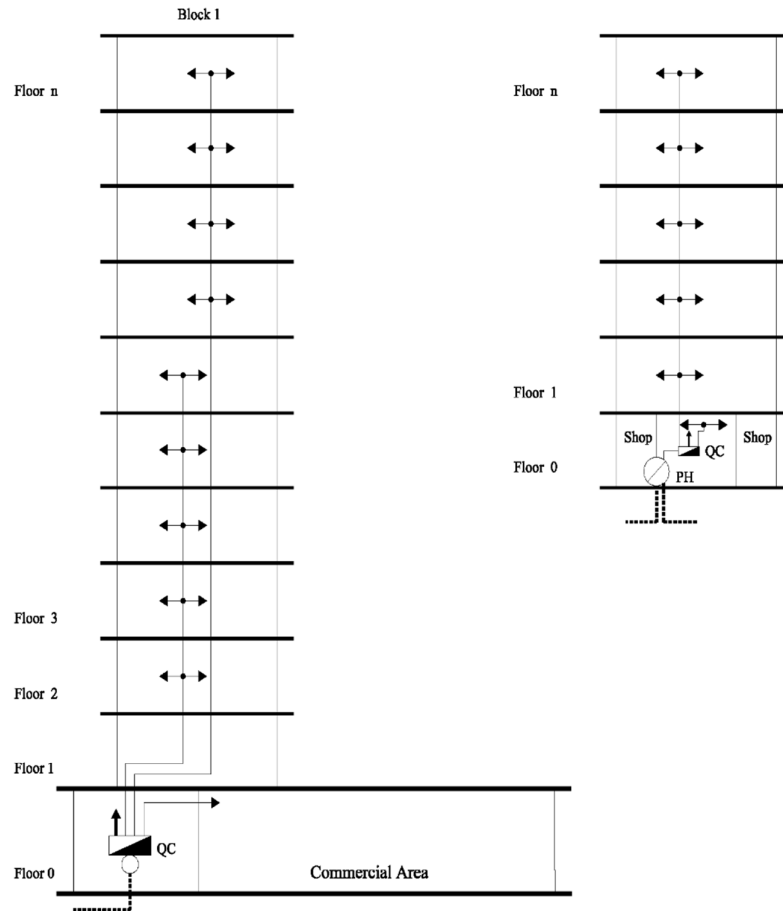 Block 1
Floor n
Floor n
Floor 1
Shop
QC
Shop
Floor 0
PH
Floor 3
Floor 2
Floor 1
QC
Floor 0
Commercial Area